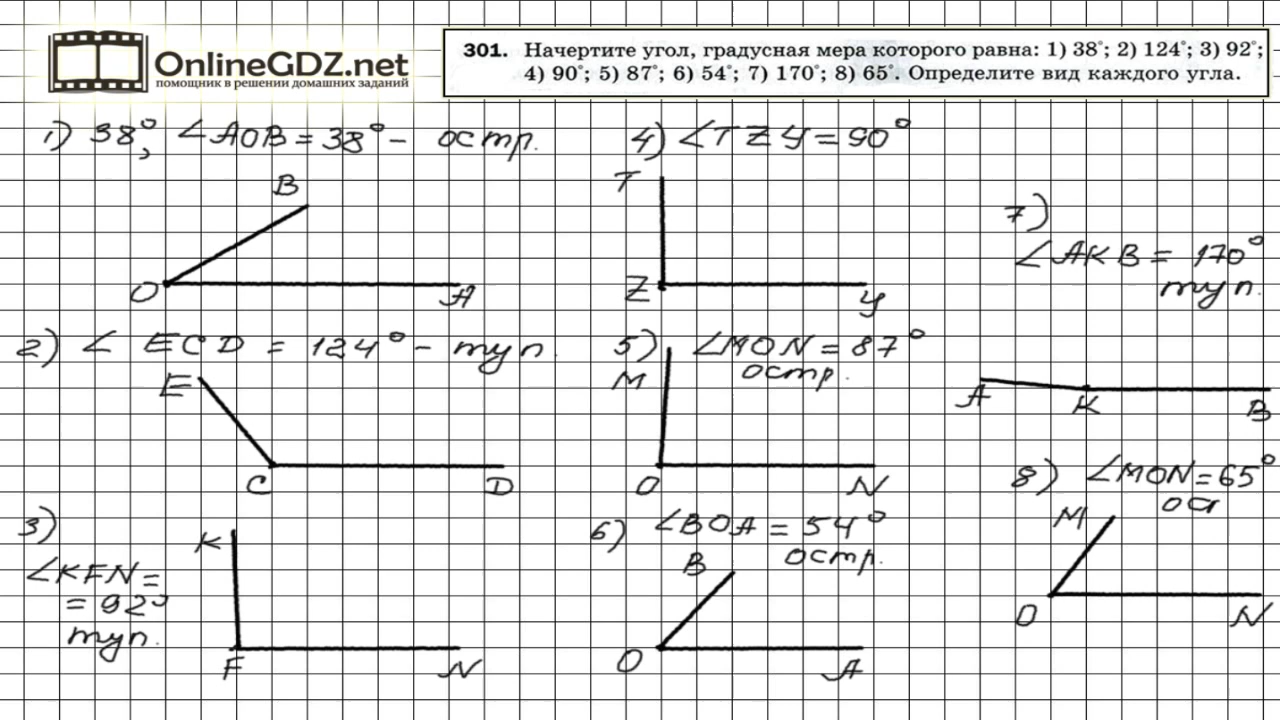 OnlineGDZ.net
помощник в решении домашних заданий
301. Начертите угол, градусная мера которого равна: 1) 38°; 2) 124°; 3) 92°;
4) 90°; 5) 87°; 6) 54°; 7) 170°; 8) 65°. Определите вид каждого угла.
1) 38°, ∠AOB = 38° - остр.
B
O
A
2) ∠ ECD = 124° - туп.
E
C
D
3)
∠KFN =
= 92°
туп.
K
F
N
4) ∠TZY = 90°
T
Z
Y
5) ∠MON = 87°
остр.
M
O
N
6) ∠BOA = 54°
остр.
B
O
A
7)
∠AKB = 170°
туп.
A
K
B
8) ∠MON = 65°
ос
M
O
N